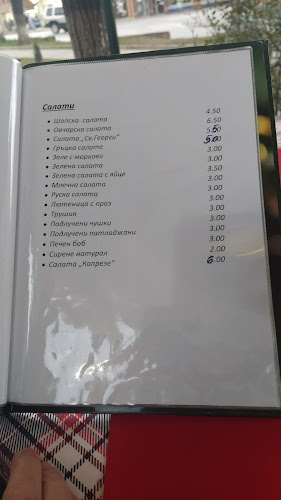 Салати
• Шопска салата 4.50
• Овчарска салата 6.50
• Салата „Св.Георги“ 5.50
• Гръцка салата 5.00
• Зеле с маркови 3.00
• Зелена салата 3.00
• Зелена салата с яйце 3.50
• Млечна салата 3.00
• Руска салата 3.00
• Лютеница с праз 3.00
• Трушия 3.00
• Подлучени чушки 3.00
• Подлучени патладжани 3.00
• Печен боб 3.00
• Сирене натурал 2.00
• Салата „Капрезе“ 6.00